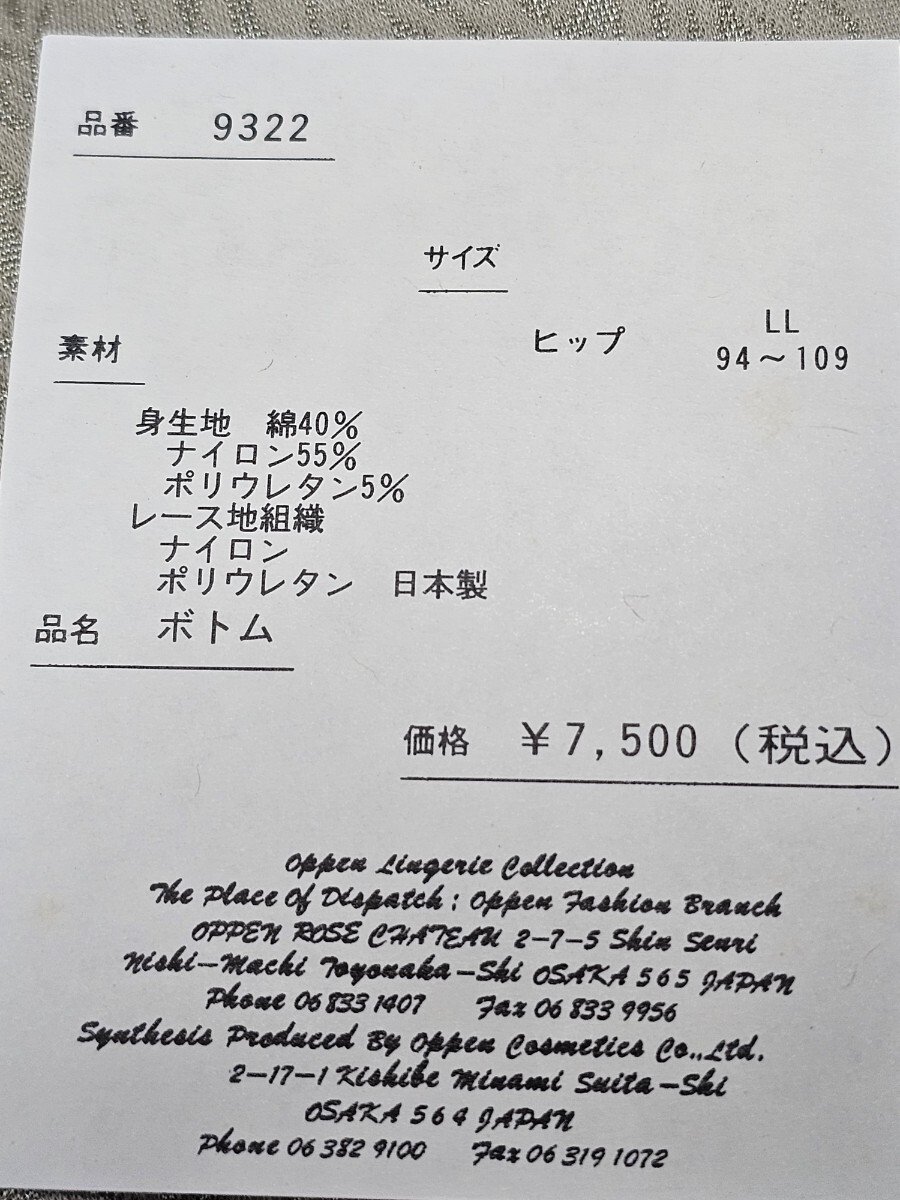 品番 9322
サイズ
ヒップ LL
94～109
素材
身生地 綿40%
ナイロン55%
ポリウレタン5%
レース地組織
ナイロン
ポリウレタン 日本製
品名 ボトム
価格 ￥7,500（税込）
Oppen Lingerie Collection
The Place Of Dispatch : Oppen Fashion Branch
OPPEN ROSE CHATEAU 2-7-5 Shin Senri
Nishi-Machi Toyonaka-Shi OSAKA 565 JAPAN
Phone 06 833 1407 Fax 06 833 9956
Synthesis Produced By Oppen Cosmetics Co.,Ltd.
2-17-1 Kishibe Minami Suita-Shi
OSAKA 564 JAPAN
Phone 06 382 9100 Fax 06 319 1072